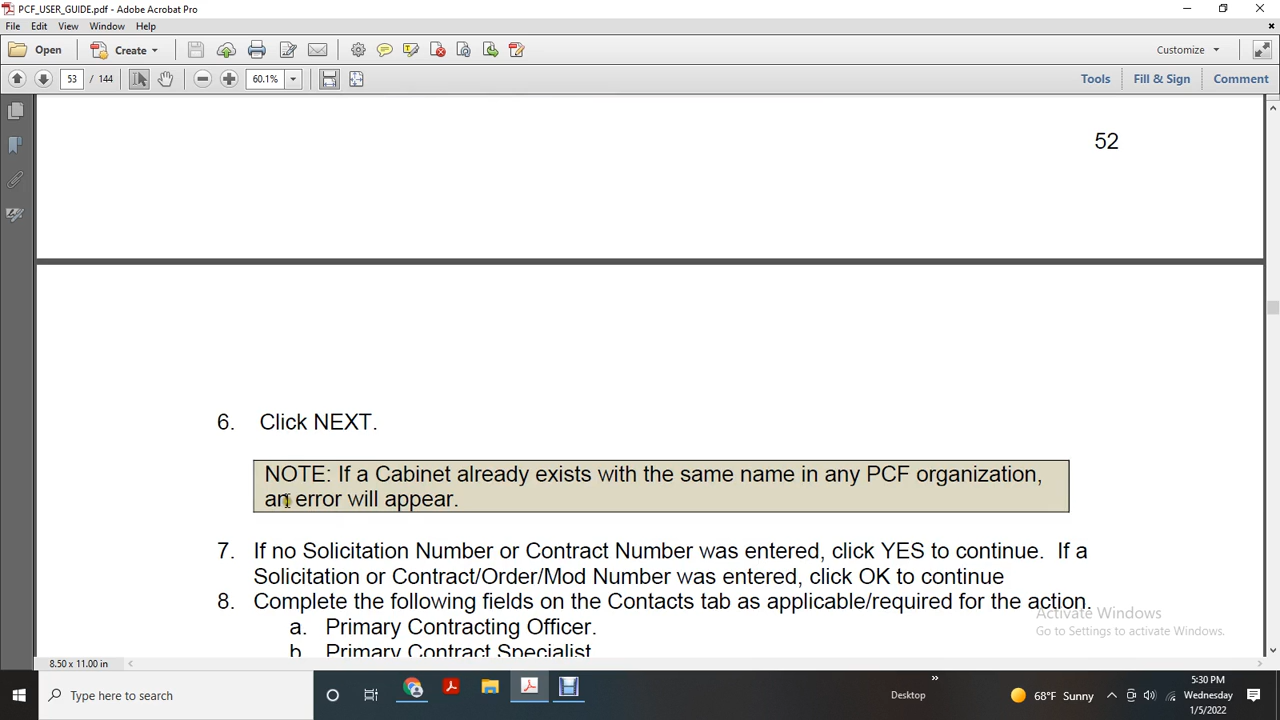 PCF_USER_GUIDE.pdf - Adobe Acrobat Pro
File Edit View Window Help
Open Create Customize
53 / 144 60.1% Tools Fill & Sign Comment
52
6. Click NEXT.
NOTE: If a Cabinet already exists with the same name in any PCF organization,
an error will appear.
7. If no Solicitation Number or Contract Number was entered, click YES to continue. If a
Solicitation or Contract/Order/Mod Number was entered, click OK to continue
8. Complete the following fields on the Contacts tab as applicable/required for the action.
a. Primary Contracting Officer.
b. Primary Contract Specialist
Activate Windows
Go to Settings to activate Windows.
8.50 x 11.00 in
Type here to search
Desktop
68°F Sunny
5:30 PM
Wednesday
1/5/2022